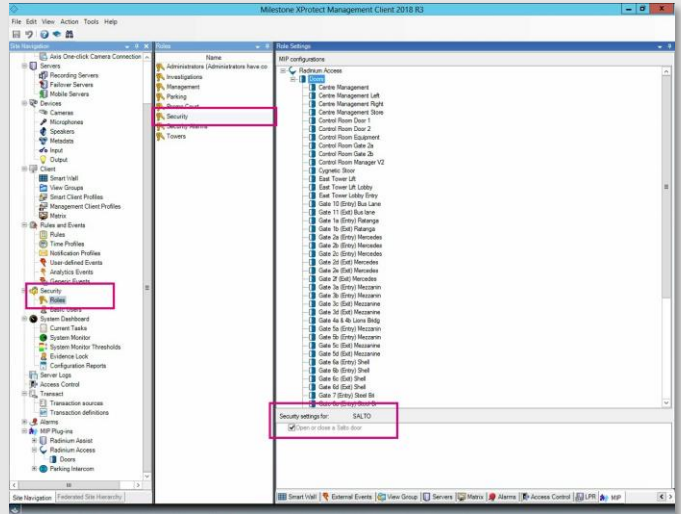 Milestone XProtect Management Client 2018 R3
File Edit View Action Tools Help
Site Navigation
Axis One-click Camera Connection
Servers
Recording Servers
Failover Servers
Mobile Servers
Devices
Cameras
Microphones
Speakers
Metadata
Input
Output
Client
Smart Wall
View Groups
Smart Client Profiles
Management Client Profiles
Matrix
Rules and Events
Rules
Time Profiles
Notification Profiles
User-defined Events
Analytics Events
Generic Events
Security
Roles
Basic Users
System Dashboard
Current Tasks
System Monitor
System Monitor Thresholds
Evidence Lock
Configuration Reports
Server Logs
Access Control
Transact
Transaction sources
Transaction definitions
Alarms
MIP Plug-ins
Radinium Assist
Radinium Access
Doors
Parking Intercom
Site Navigation Federated Site Hierarchy
Roles
Name
Administrators (Administrators have co
Investigations
Management
Parking
Security
Towers
Role Settings
MIP configurations
Radinium Access
Doors
Centre Management
Centre Management Left
Centre Management Right
Centre Management Store
Control Room Door 1
Control Room Door 2
Control Room Equipment
Control Room Gate 2a
Control Room Gate 2b
Control Room Manager V2
East Tower Lift
East Tower Lift Lobby
East Tower Lobby Entry
Gate 10 (Entry) Bus Lane
Gate 11 (Exit) Bus lane
Gate 1a (Entry) Ratanga
Gate 1b (Exit) Ratanga
Gate 2a (Entry) Mercedes
Gate 2b (Entry) Mercedes
Gate 2c (Entry) Mercedes
Gate 2d (Exit) Mercedes
Gate 2e (Exit) Mercedes
Gate 2f (Exit) Mercedes
Gate 3a (Entry) Mezzanin
Gate 3b (Entry) Mezzanin
Gate 3c (Exit) Mezzanine
Gate 3d (Exit) Mezzanine
Gate 4a & 4b Lions Bridg
Gate 5a (Entry) Mezzanin
Gate 5b (Entry) Mezzanin
Gate 5c (Exit) Mezzanine
Gate 5d (Exit) Mezzanine
Gate 6a (Entry) Shell
Gate 6b (Entry) Shell
Gate 6c (Exit) Shell
Gate 6d (Exit) Shell
Gate 7 (Entry) Steel Bri
Security settings for: SALTO
Open or close a Salto door
Smart Wall External Events View Group Servers Matrix Alarms Access Control LPR MIP